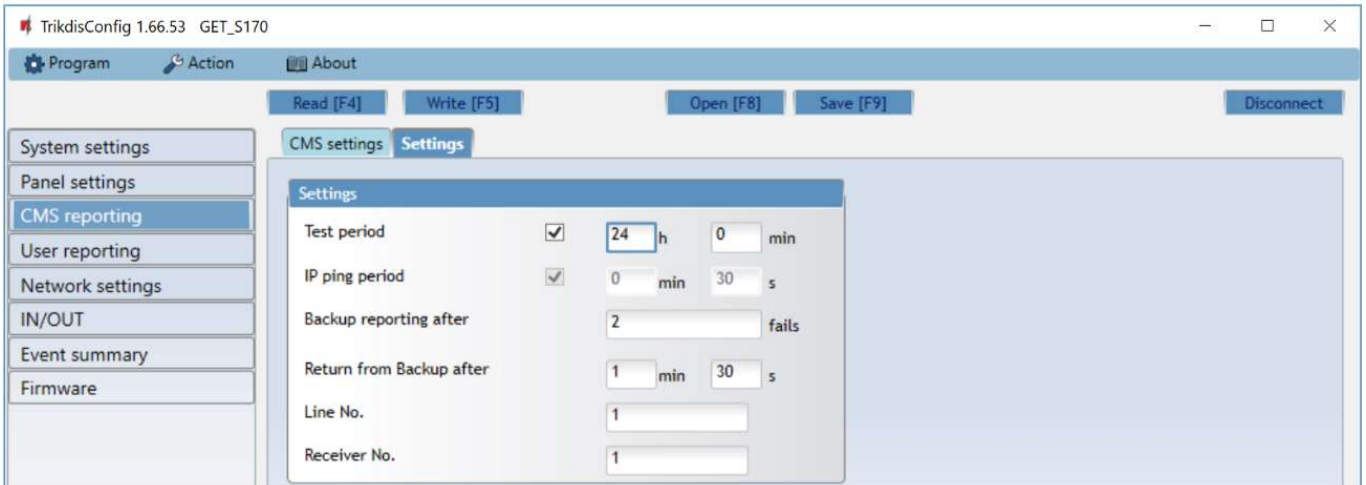 TrikdisConfig 1.66.53 GET_S170
Program Action About
Read [F4] Write [F5] Open [F8] Save [F9] Disconnect
System settings
Panel settings
CMS reporting
User reporting
Network settings
IN/OUT
Event summary
Firmware
CMS settings Settings
Settings
Test period 24 h 0 min
IP ping period 0 min 30 s
Backup reporting after 2 fails
Return from Backup after 1 min 30 s
Line No. 1
Receiver No. 1